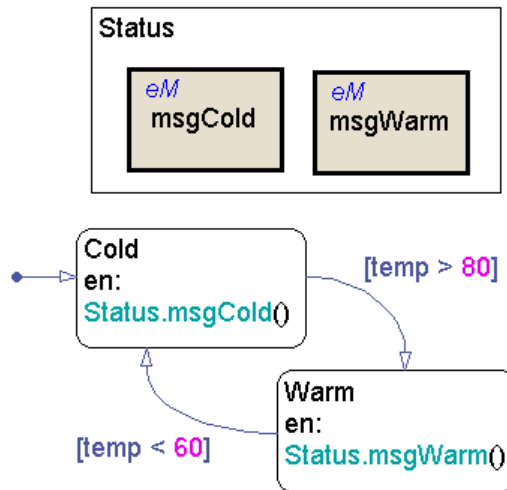 Status
eM
msgCold
eM
msgWarm
Cold
en:
Status.msgCold()
[temp > 80]
Warm
en:
Status.msgWarm()
[temp < 60]